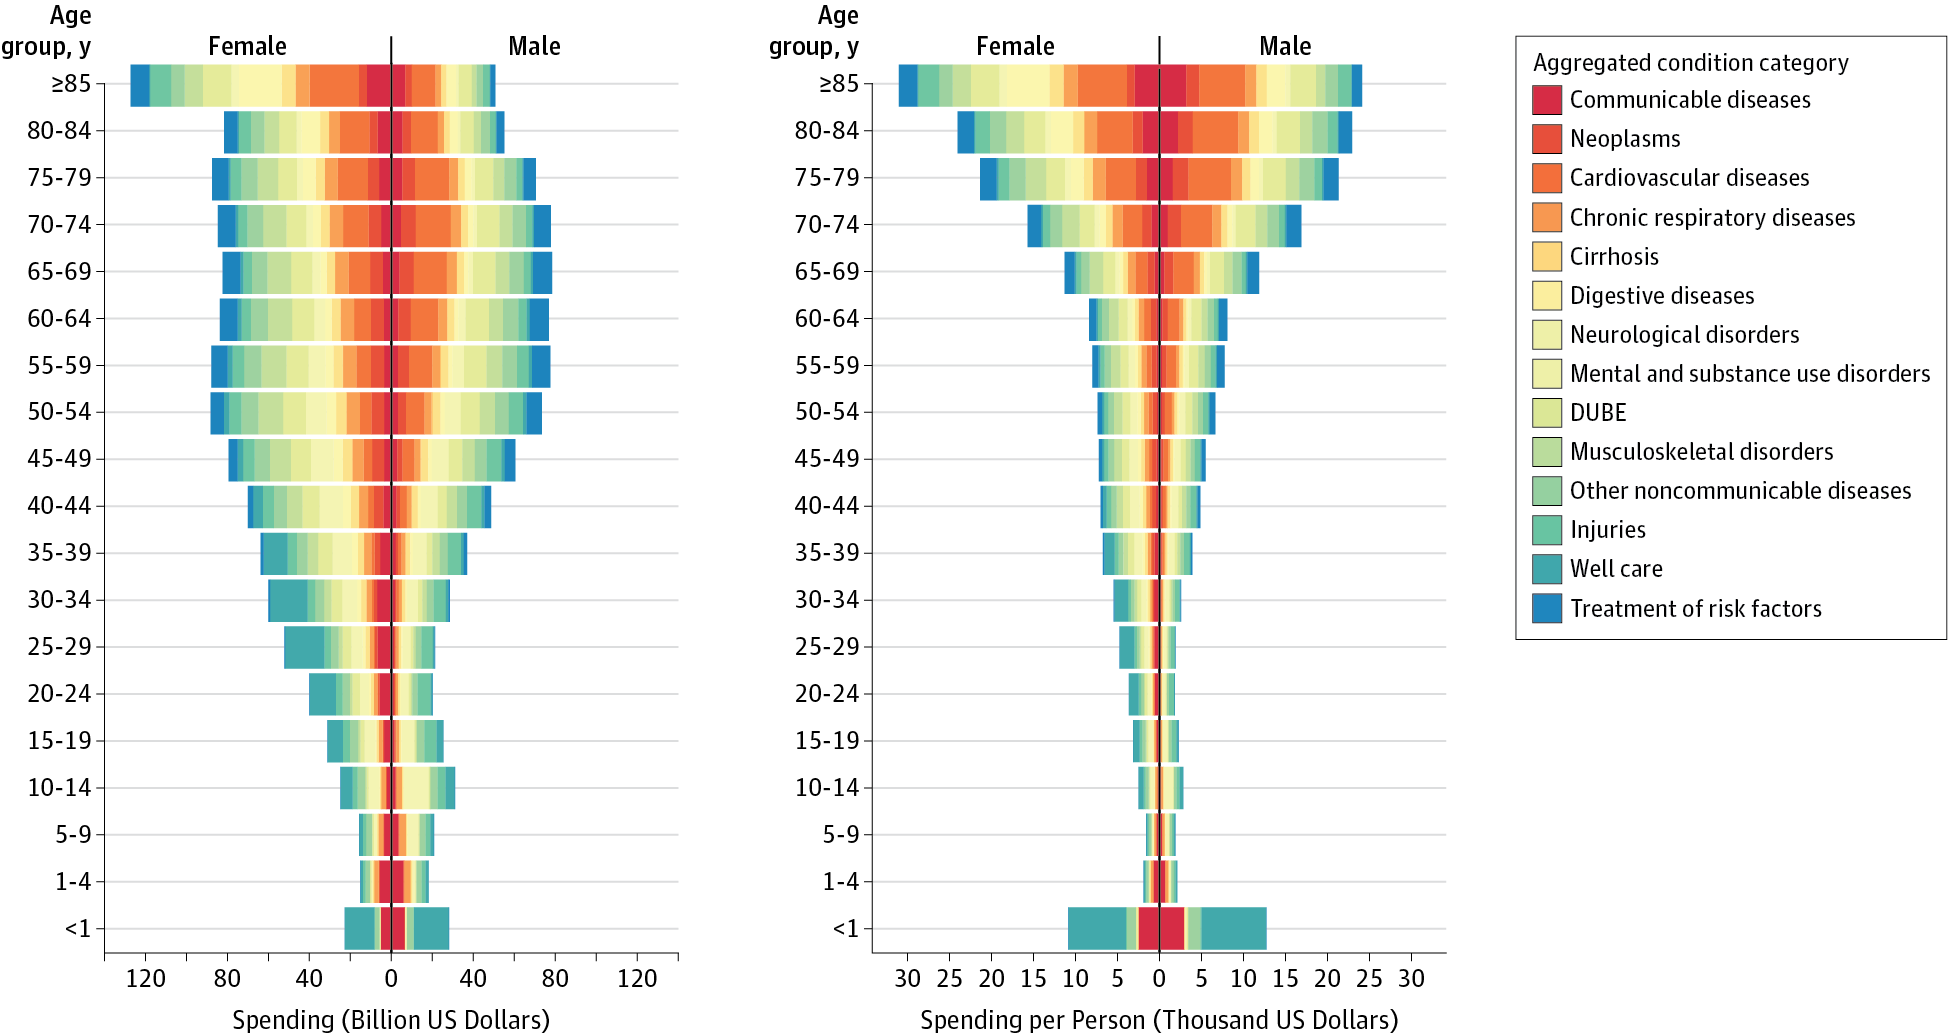 Age
group, y
Female
Male
≥85
80-84
75-79
70-74
65-69
60-64
55-59
50-54
45-49
40-44
35-39
30-34
25-29
20-24
15-19
10-14
5-9
1-4
<1
120 80 40 0 40 80 120
Spending (Billion US Dollars)
Age
group, y
Female
Male
≥85
80-84
75-79
70-74
65-69
60-64
55-59
50-54
45-49
40-44
35-39
30-34
25-29
20-24
15-19
10-14
5-9
1-4
<1
30 25 20 15 10 5 0 5 10 15 20 25 30
Spending per Person (Thousand US Dollars)
Aggregated condition category
Communicable diseases
Neoplasms
Cardiovascular diseases
Chronic respiratory diseases
Cirrhosis
Digestive diseases
Neurological disorders
Mental and substance use disorders
DUBE
Musculoskeletal disorders
Other noncommunicable diseases
Injuries
Well care
Treatment of risk factors